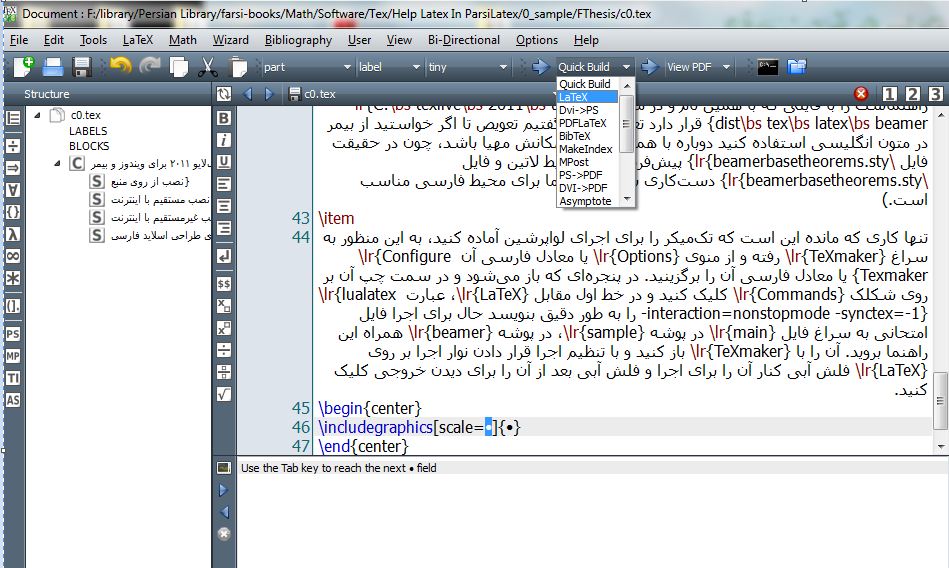 Document : F:/library/Persian Library/farsi-books/Math/Software/Tex/Help Latex In ParsiLatex/0_sample/FThesis/c0.tex
File Edit Tools LaTeX Math Wizard Bibliography User View Bi-Directional Options Help
part label tiny Quick Build View PDF
Quick Build
LaTeX
Dvi->PS
PDFLaTeX
BibTeX
MakeIndex
MPost
PS->PDF
DVI->PDF
Asymptote
Structure
c0.tex
1 2 3
c0.tex
LABELS
BLOCKS
لایو ۲۰۱۱ برای ویندوز و بیمر
نصب از روی منبع}
نصب مستقیم با اینترنت
ب غیرمستقیم با اینترنت
ی طراحی اسلاید فارسی
dist\bs tex\bs latex\bs beamer} قرار دارد
گفتیم تعویض تا اگر خواستید از بیمر
در متون انگلیسی استفاده کنید دوباره با
مهیا باشد، چون در حقیقت
فایل \lr{beamerbasetheorems.sty}
لاتین و فایل
\lr{beamerbasetheorems.sty} دست‌کاری
برای محیط فارسی مناسب
است.)
43 \item
44 تنها کاری که مانده این است که تک‌میکر را برای اجرای لواپرشین آماده کنید، به این منظور به
سراغ \lr{TeXmaker} رفته و از منوی \lr{Options} یا معادل فارسی آن \lr{Configure
Texmaker} یا معادل فارسی آن را برگزینید. در پنجره‌ای که باز می‌شود و در سمت چپ آن بر
روی شکلک \lr{Commands} کلیک کنید و در خط اول مقابل \lr{LaTeX}، عبارت \lr{lualatex
-interaction=nonstopmode -synctex=-1} را به طور دقیق بنویسد حال برای اجرا فایل
امتحانی به سراغ فایل \lr{main} در پوشه \lr{sample}، در پوشه \lr{beamer} همراه این
راهنما بروید. آن را با \lr{TeXmaker} باز کنید و با تنظیم اجرا قرار دادن نوار اجرا بر روی
\lr{LaTeX} فلش آبی کنار آن را برای اجرا و فلش آبی بعد از آن را برای دیدن خروجی کلیک
کنید.
45 \begin{center}
46 \includegraphics[scale=•]{•}
47 \end{center}
Use the Tab key to reach the next • field